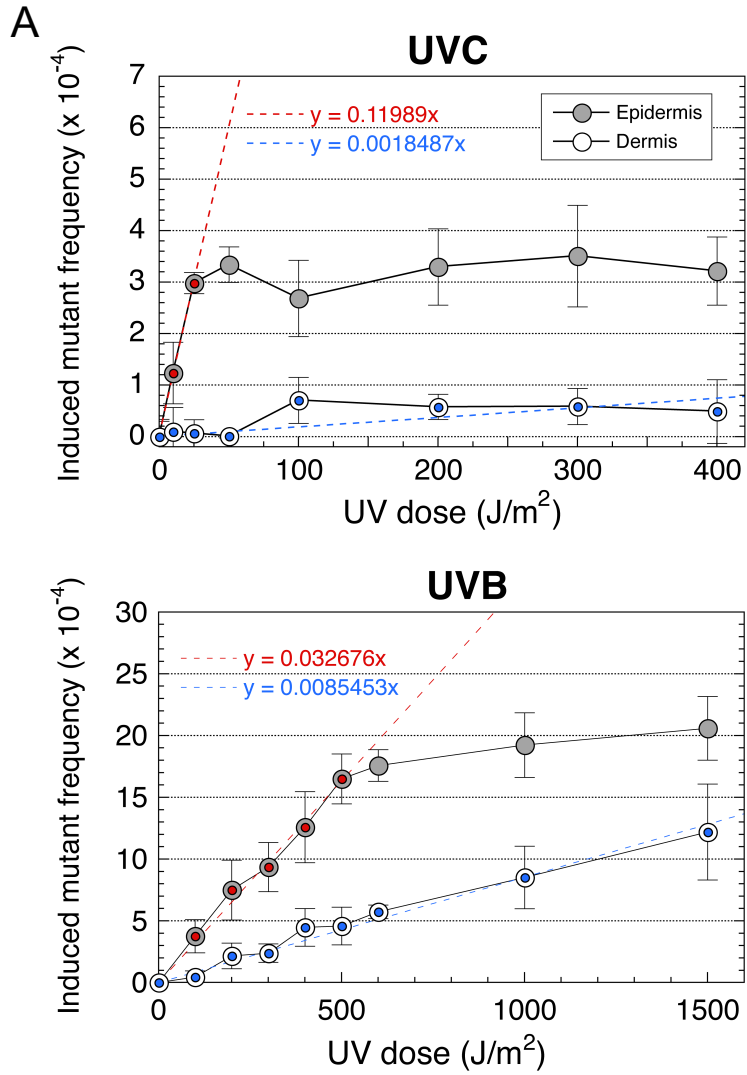 A
UVC
Induced mutant frequency (x 10-4)
7
6
5
4
3
2
1
0
y = 0.11989x
y = 0.0018487x
Epidermis
Dermis
0 100 200 300 400
UV dose (J/m2)
UVB
Induced mutant frequency (x 10-4)
30
25
20
15
10
5
0
y = 0.032676x
y = 0.0085453x
0 500 1000 1500
UV dose (J/m2)